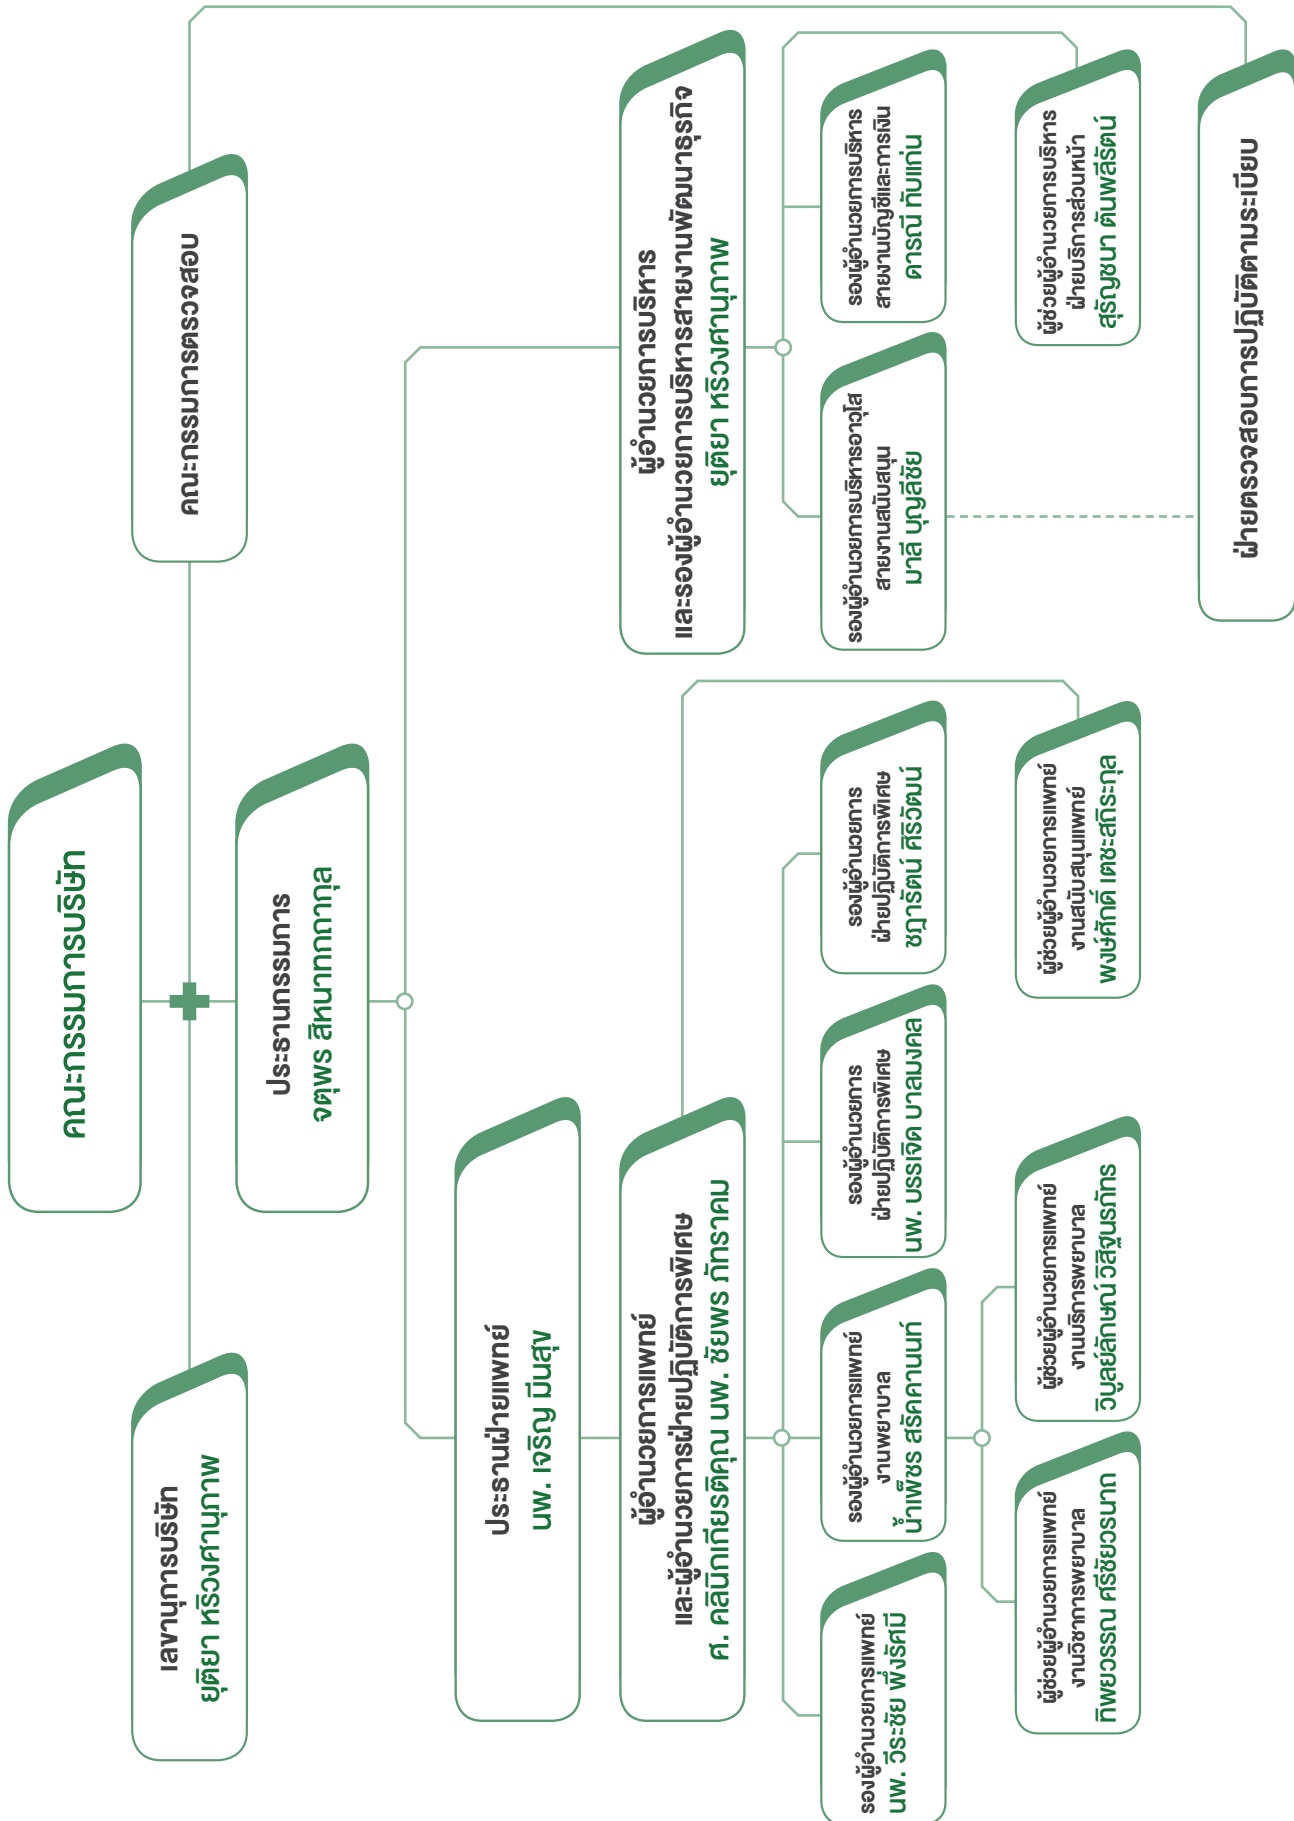 คณะกรรมการบริษัท
เลขานุการบริษัท
ยุติยา หริวงศานุภาพ
คณะกรรมการตรวจสอบ
ประธานกรรมการ
จตุพร สีหนาทกถากุล
ประธานฝ่ายแพทย์
นพ. เจริญ มีนสุข
ผู้อำนวยการแพทย์
และผู้อำนวยการฝ่ายปฏิบัติการพิเศษ
ศ. คลินิกเกียรติคุณ นพ. ชัยพร ภัทราคม
ผู้อำนวยการบริหาร
และรองผู้อำนวยการบริหารสายงานพัฒนาธุรกิจ
ยุติยา หริวงศานุภาพ
รองผู้อำนวยการแพทย์
นพ. วีระชัย พึ่งรัศมี
รองผู้อำนวยการแพทย์
งานพยาบาล
น้ำเพ็ชร สรัคคานนท์
รองผู้อำนวยการ
ฝ่ายปฏิบัติการพิเศษ
นพ. บรรเจิด บาลมงคล
รองผู้อำนวยการ
ฝ่ายปฏิบัติการพิเศษ
ชฎารัตน์ ศิริวัฒน์
รองผู้อำนวยการบริหารอาวุโส
สายงานสนับสนุน
มาลี บุญลีชัย
รองผู้อำนวยการบริหาร
สายงานบัญชีและการเงิน
ดารณี ทับแก่น
ผู้ช่วยผู้อำนวยการแพทย์
งานวิชาการพยาบาล
ทิพยวรรณ ศรีชัยวรนาถ
ผู้ช่วยผู้อำนวยการแพทย์
งานบริการพยาบาล
วิบูลย์ลักษณ์ วิสิฐนรภัทร
ผู้ช่วยผู้อำนวยการแพทย์
งานสนับสนุนแพทย์
พงษ์ศักดิ์ เตชะสถิระกุล
ผู้ช่วยผู้อำนวยการบริหาร
ฝ่ายบริการส่วนหน้า
สุรัญชนา ตันพลีรัตน์
ฝ่ายตรวจสอบการปฏิบัติตามระเบียบ